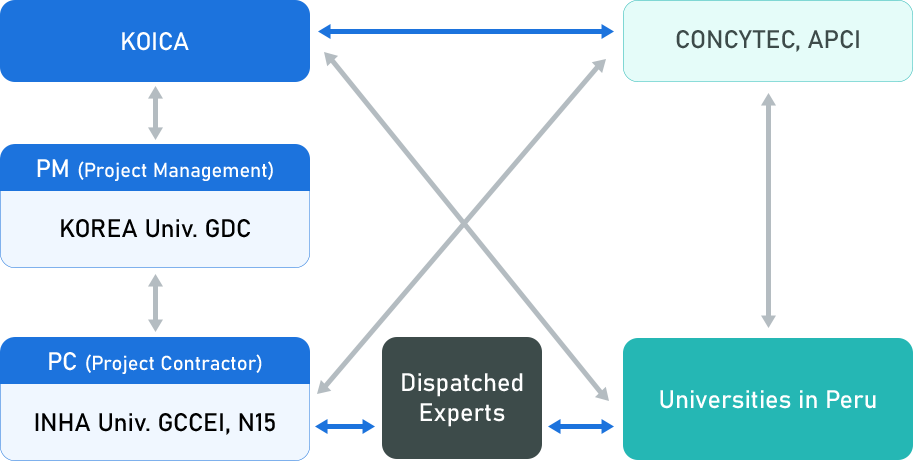 KOICA
CONCYTEC, APCI
PM (Project Management)
KOREA Univ. GDC
PC (Project Contractor)
INHA Univ. GCCEI, N15
Dispatched
Experts
Universities in Peru